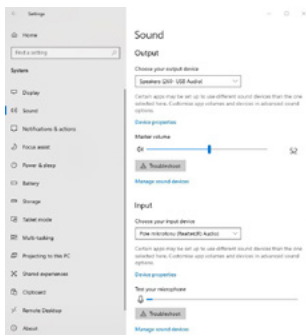 Settings
Home
Find a setting
System
Display
Sound
Notifications & actions
Focus assist
Power & sleep
Battery
Storage
Tablet mode
Multi-tasking
Projecting to this PC
Shared experiences
Clipboard
Remote Desktop
About
Sound
Output
Choose your output device
Certain apps may be set up to use different sound devices than the one
selected here. Customise app volumes and devices in advanced sound
options.
Device properties
Master volume
52
Troubleshoot
Manage sound devices
Input
Choose your input device
Certain apps may be set up to use different sound devices than the one
selected here. Customise app volumes and devices in advanced sound
options.
Device properties
Test your microphone
Troubleshoot
Manage sound devices